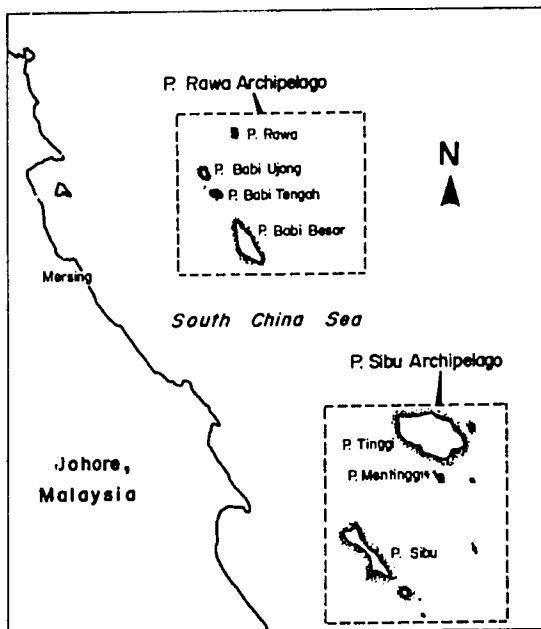 P. Rawa Archipelago
P. Rawa
P. Babi Ujong
P. Babi Tengah
P. Babi Besar
N
Mersing
South China Sea
P. Sibu Archipelago
P. Tinggi
P. Mentinggi
Johore,
Malaysia
P. Sibu